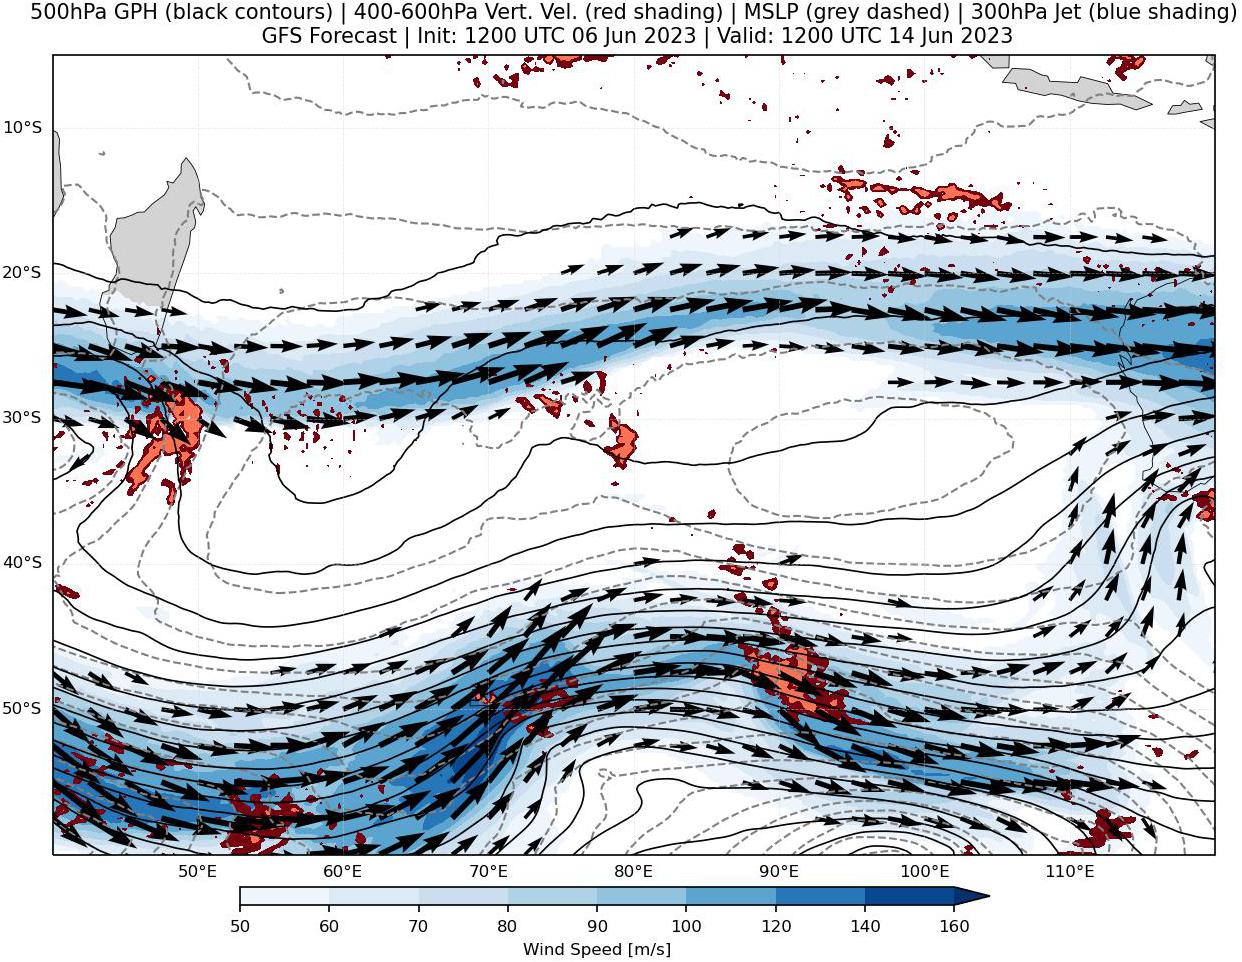 500hPa GPH (black contours) | 400-600hPa Vert. Vel. (red shading) | MSLP (grey dashed) | 300hPa Jet (blue shading)
GFS Forecast | Init: 1200 UTC 06 Jun 2023 | Valid: 1200 UTC 14 Jun 2023
10°S
20°S
30°S
40°S
50°S
50°E 60°E 70°E 80°E 90°E 100°E 110°E
50 60 70 80 90 100 120 140 160
Wind Speed [m/s]